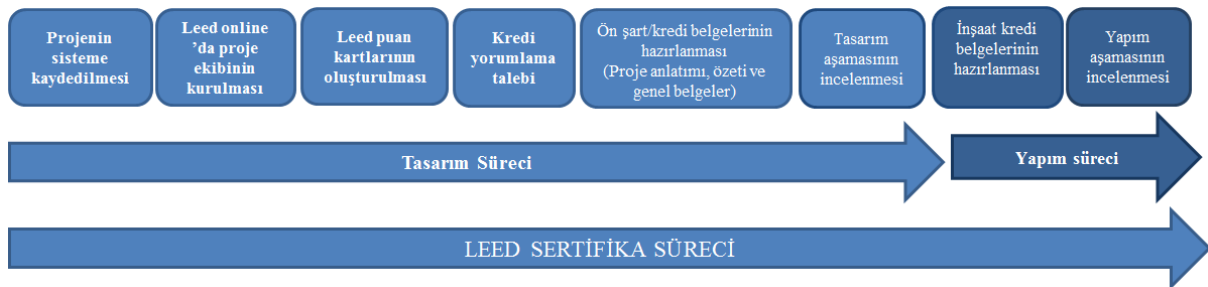 Projenin
sisteme
kaydedilmesi
Leed online
’da proje
ekibinin
kurulması
Leed puan
kartlarının
oluşturulması
Kredi
yorumlama
talebi
Ön şart/kredi belgelerinin
hazırlanması
(Proje anlatımı, özeti ve
genel belgeler)
Tasarım
aşamasının
incelenmesi
İnşaat kredi
belgelerinin
hazırlanması
Yapım
aşamasının
incelenmesi
Tasarım Süreci
Yapım süreci
LEED SERTİFİKA SÜRECİ